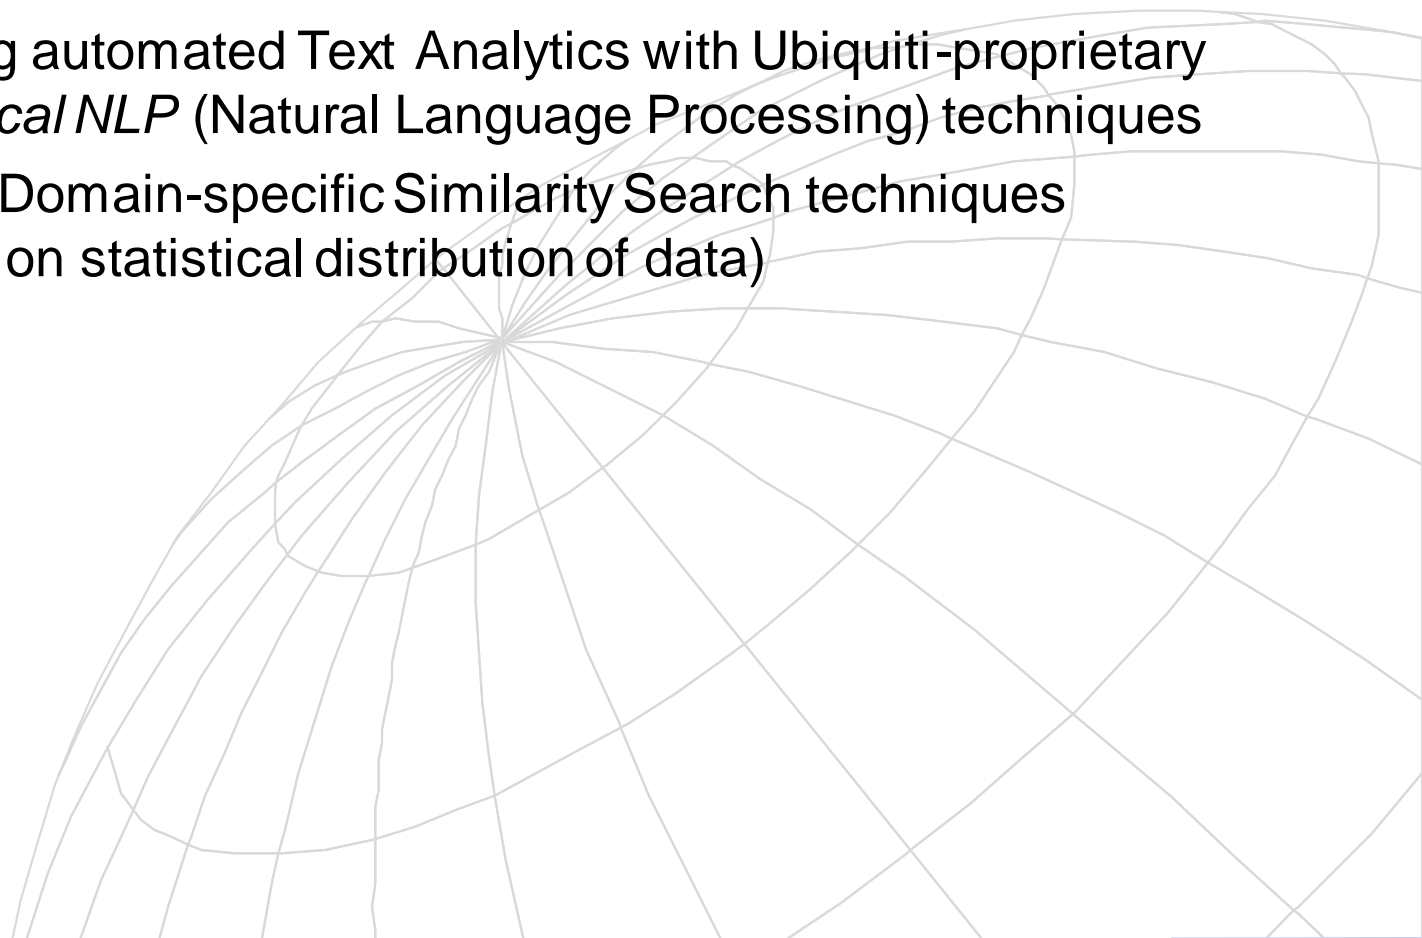 g automated Text Analytics with Ubiquiti-proprietary
cal NLP (Natural Language Processing) techniques
Domain-specific Similarity Search techniques
on statistical distribution of data)